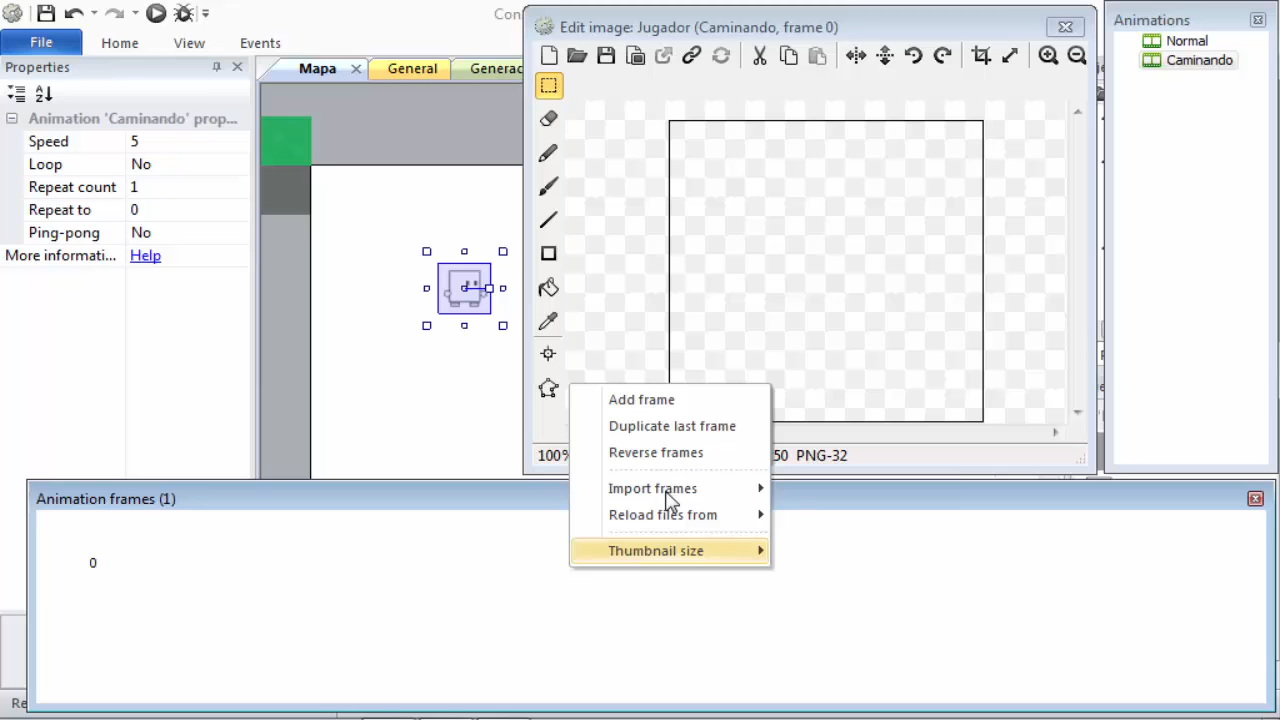 Con
File
Home
View
Events
Properties
Animation 'Caminando' prop...
Speed 5
Loop No
Repeat count 1
Repeat to 0
Ping-pong No
More informati... Help
Mapa
General
Generac
Edit image: Jugador (Caminando, frame 0)
100%
50 PNG-32
Animations
Normal
Caminando
Add frame
Duplicate last frame
Reverse frames
Import frames
Reload files from
Thumbnail size
Animation frames (1)
0
Re